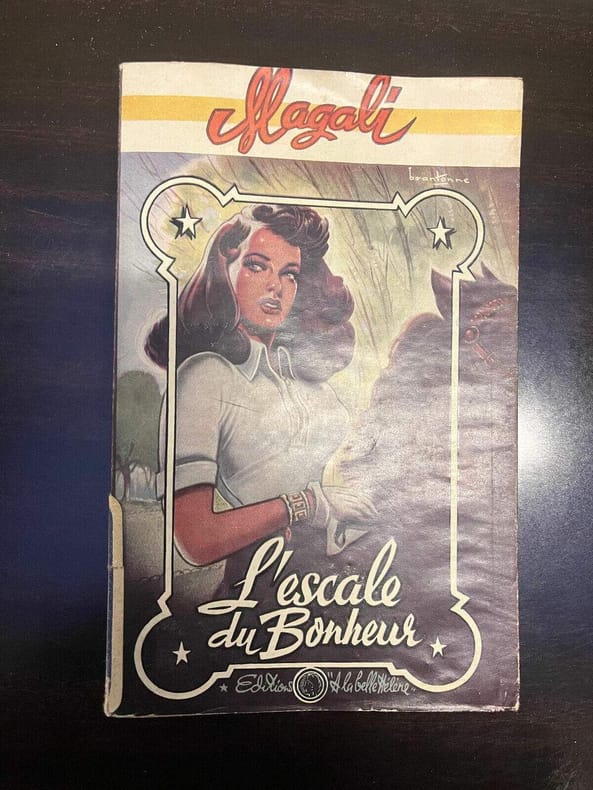 Magali
brantonne
L'escale
du Bonheur
Editions "A la belle Hélène"